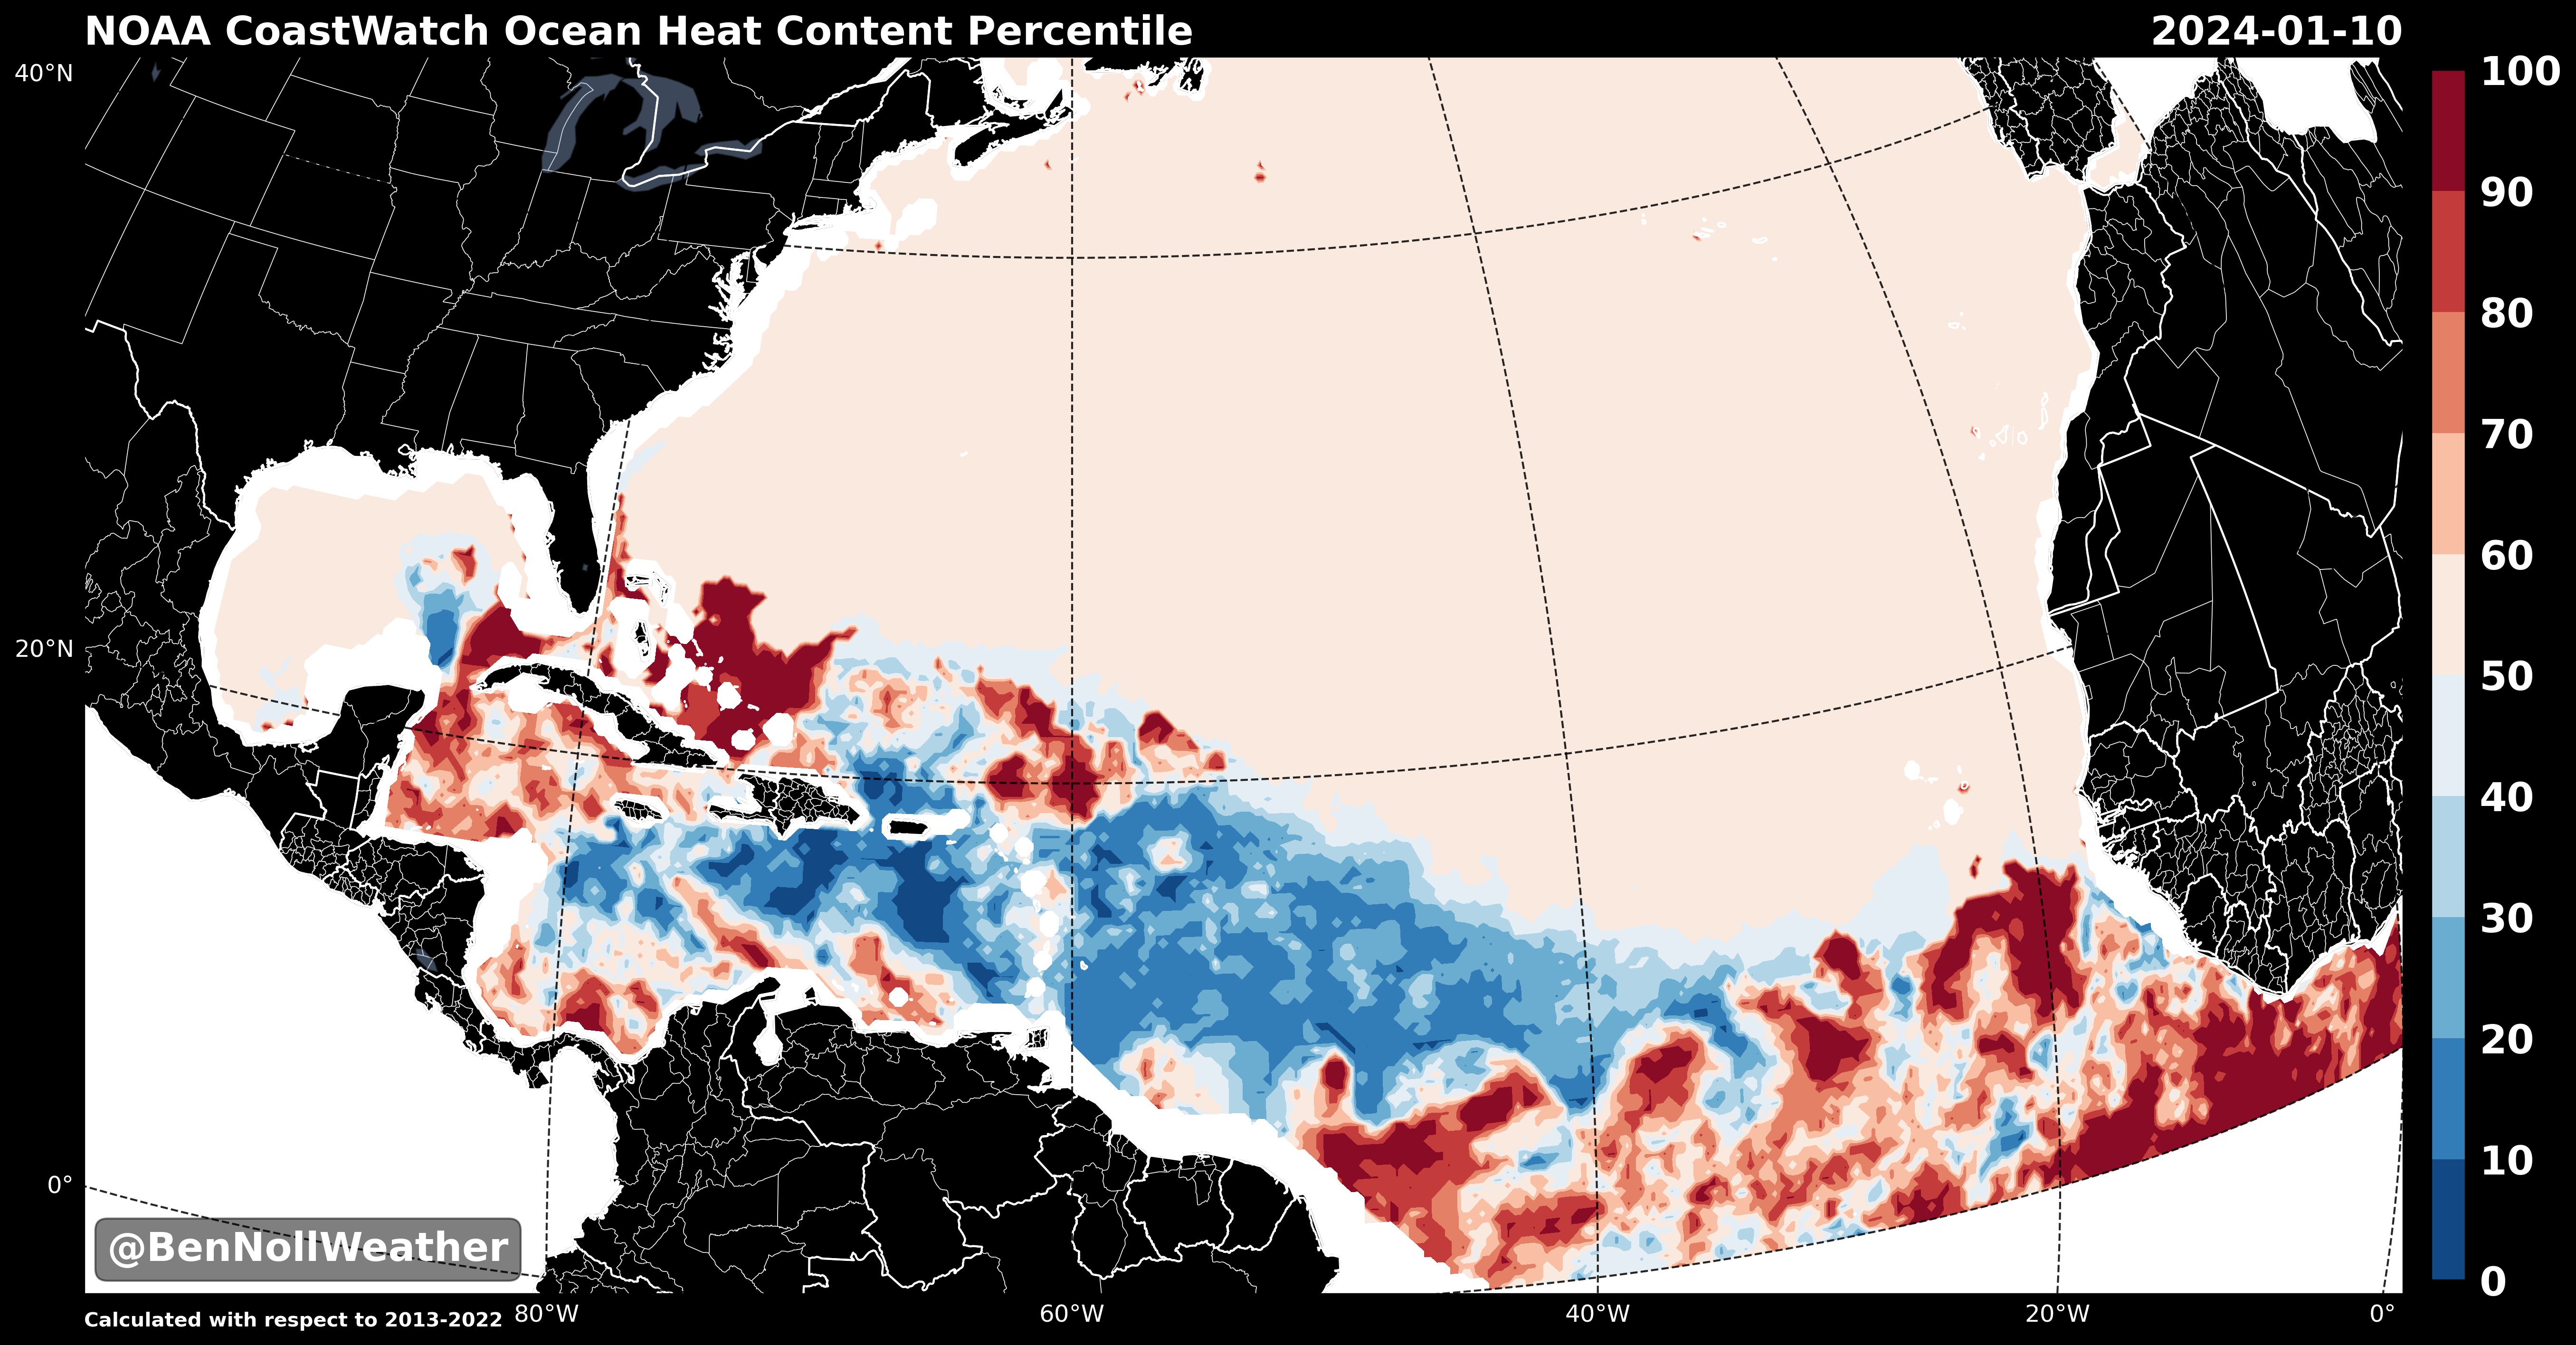 NOAA CoastWatch Ocean Heat Content Percentile
2024-01-10
40°N
20°N
0°
100
90
80
70
60
50
40
30
20
10
0
@BenNollWeather
Calculated with respect to 2013-2022
80°W
60°W
40°W
20°W
0°